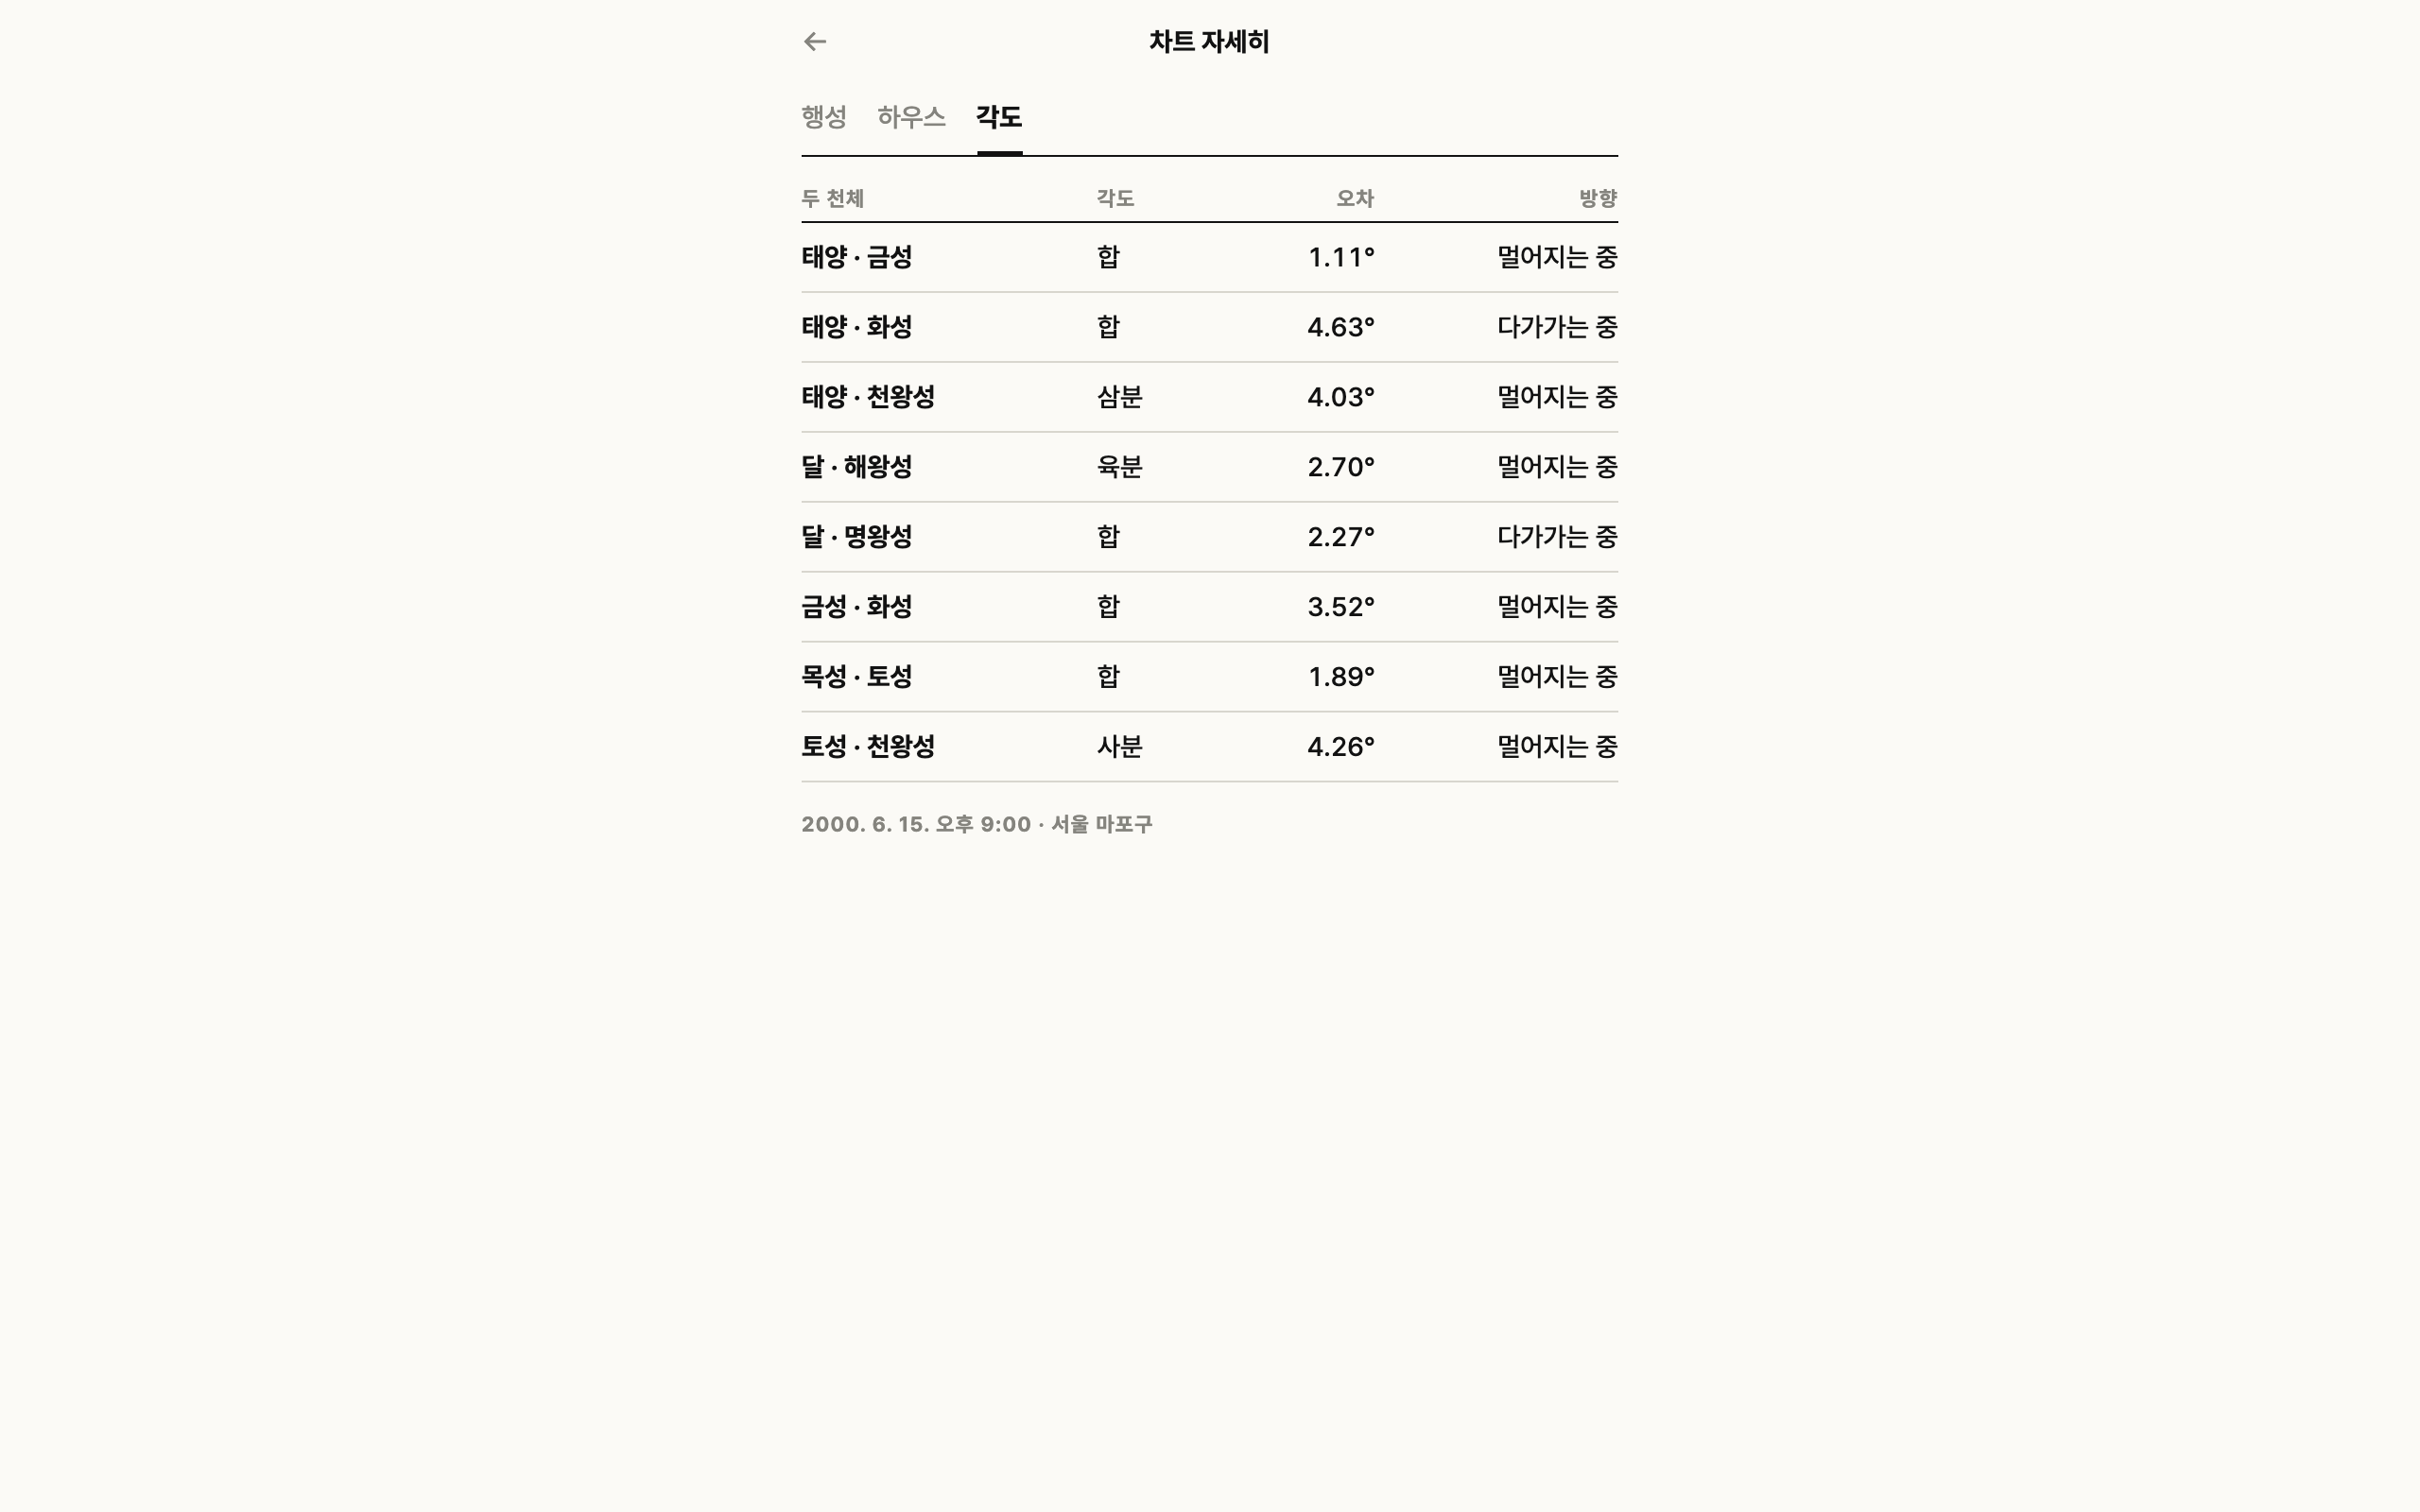 차트 자세히
행성 하우스 각도
두 천체 각도 오차 방향
태양 · 금성 합 1.11° 멀어지는 중
태양 · 화성 합 4.63° 다가가는 중
태양 · 천왕성 삼분 4.03° 멀어지는 중
달 · 해왕성 육분 2.70° 멀어지는 중
달 · 명왕성 합 2.27° 다가가는 중
금성 · 화성 합 3.52° 멀어지는 중
목성 · 토성 합 1.89° 멀어지는 중
토성 · 천왕성 사분 4.26° 멀어지는 중
2000. 6. 15. 오후 9:00 · 서울 마포구